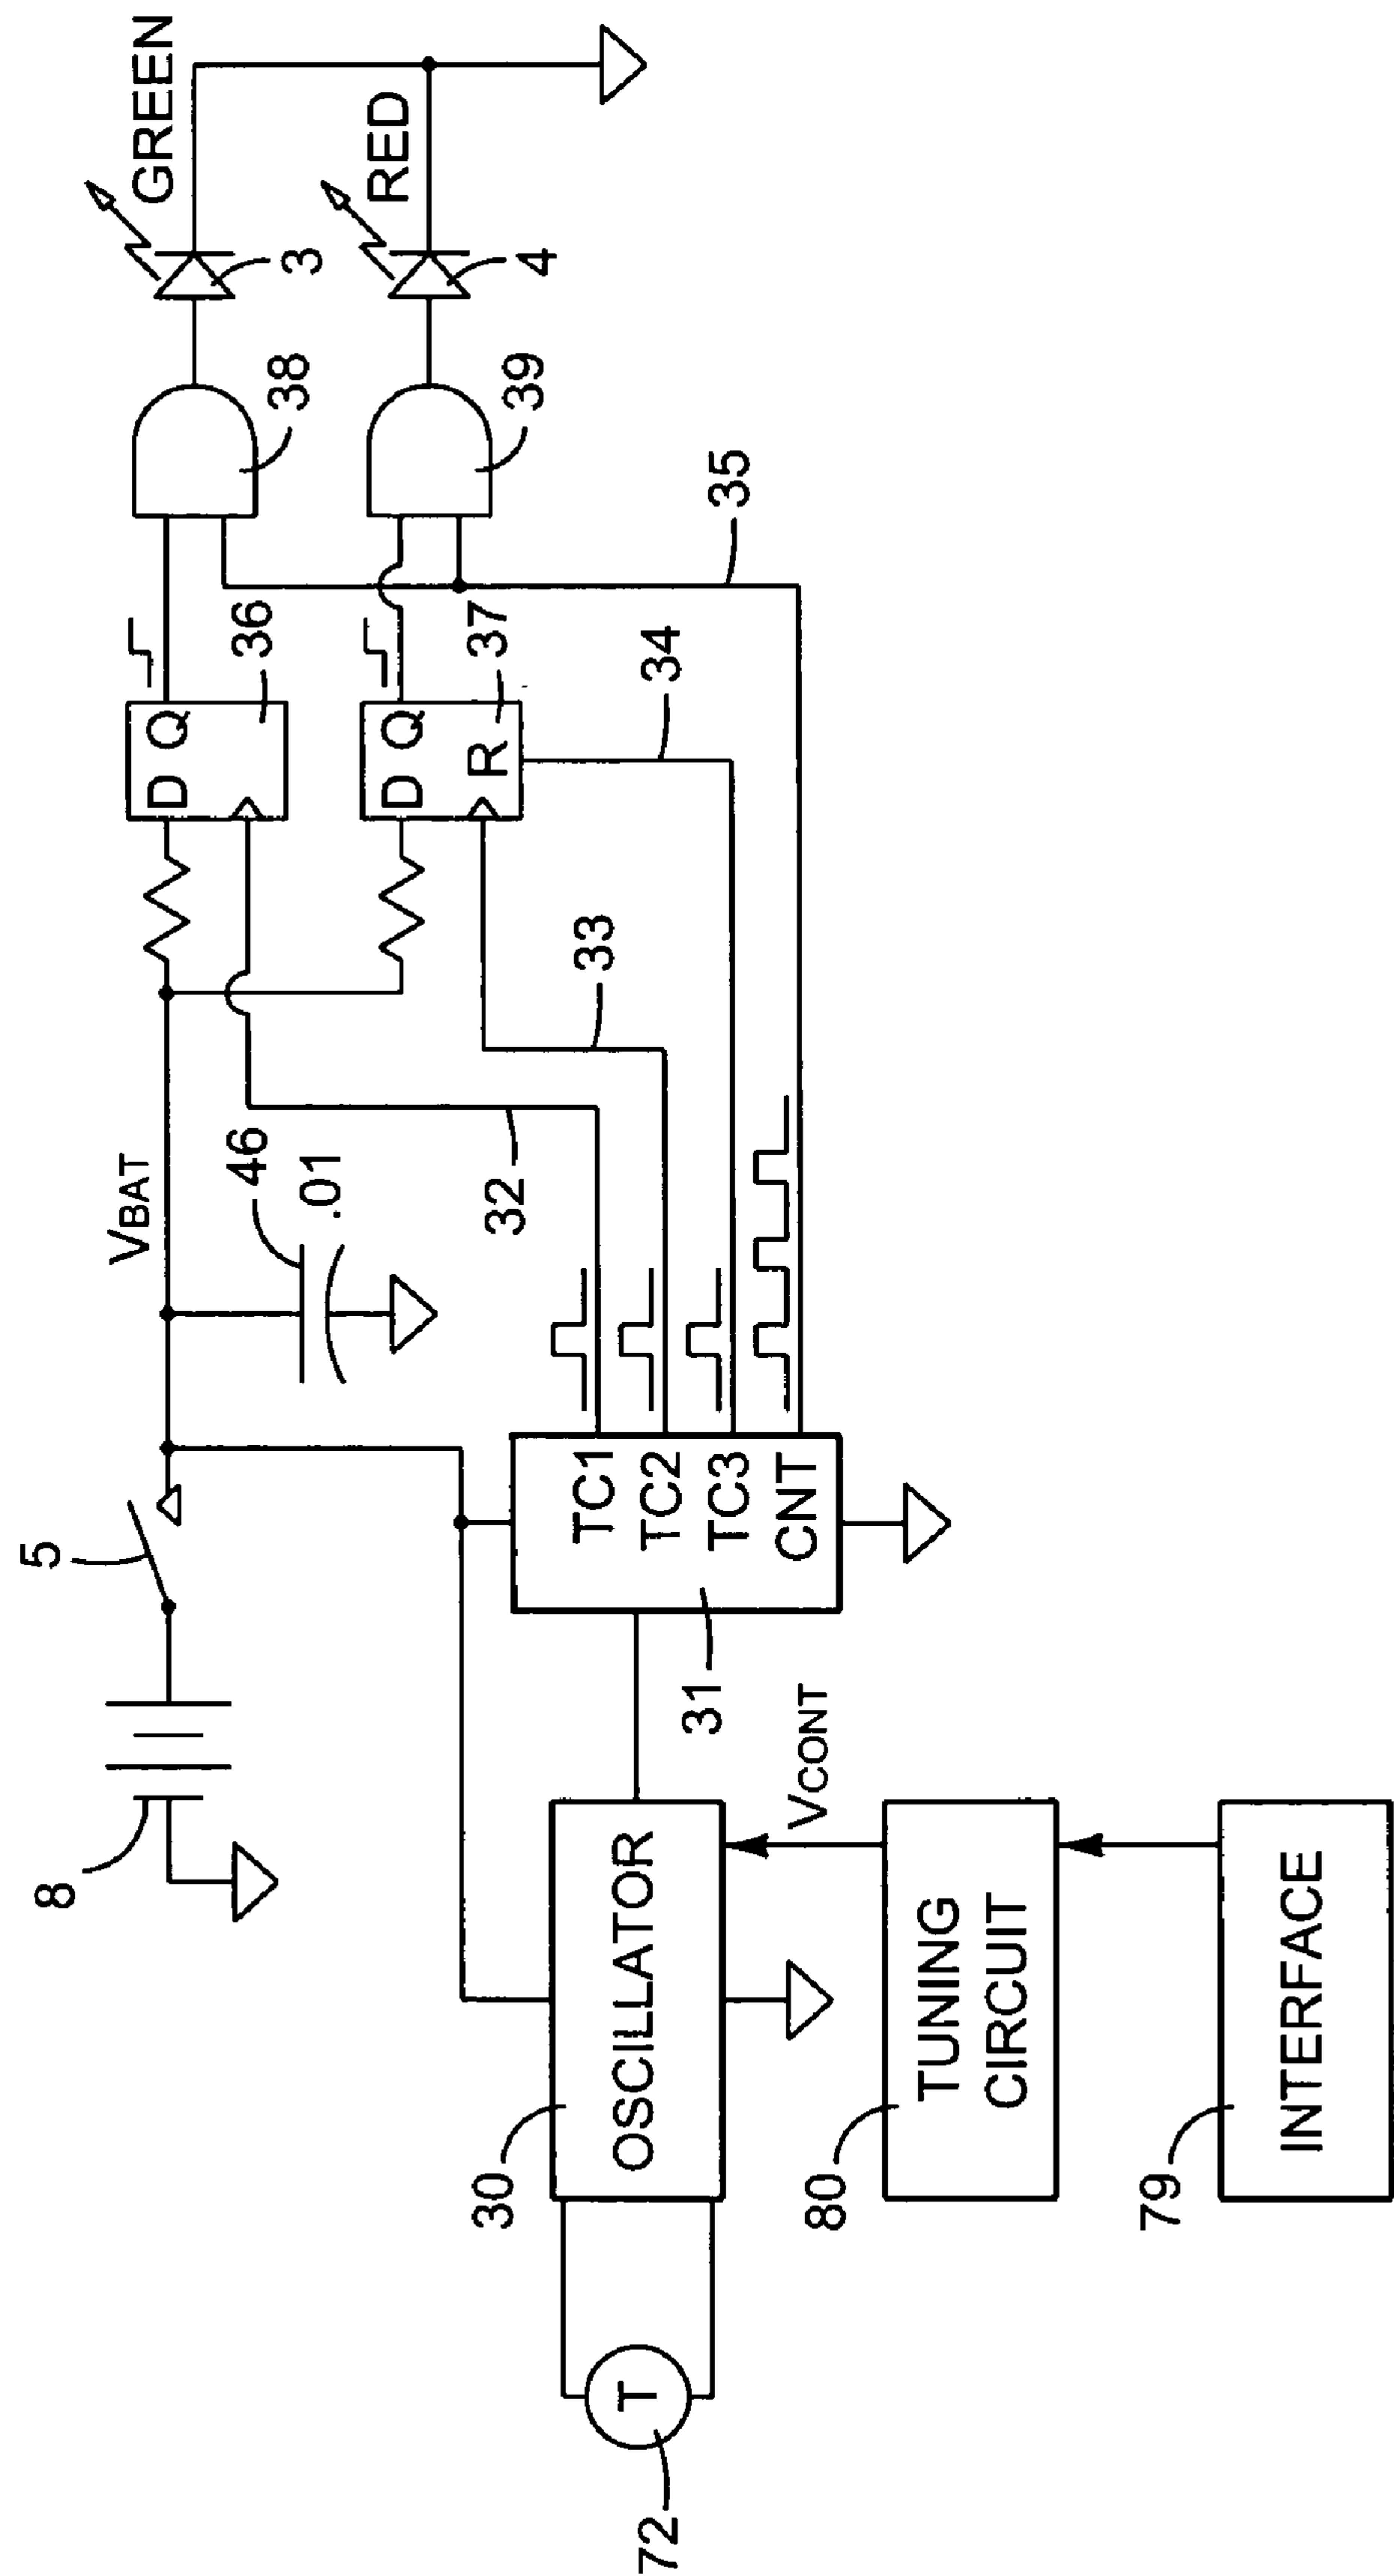 8
5
VBAT
46
.01
32
33
D Q
36
D Q
R
37
34
35
38
39
GREEN
3
RED
4
72
T
30
OSCILLATOR
31
TC1
TC2
TC3
CNT
VCONT
80
TUNING
CIRCUIT
79
INTERFACE